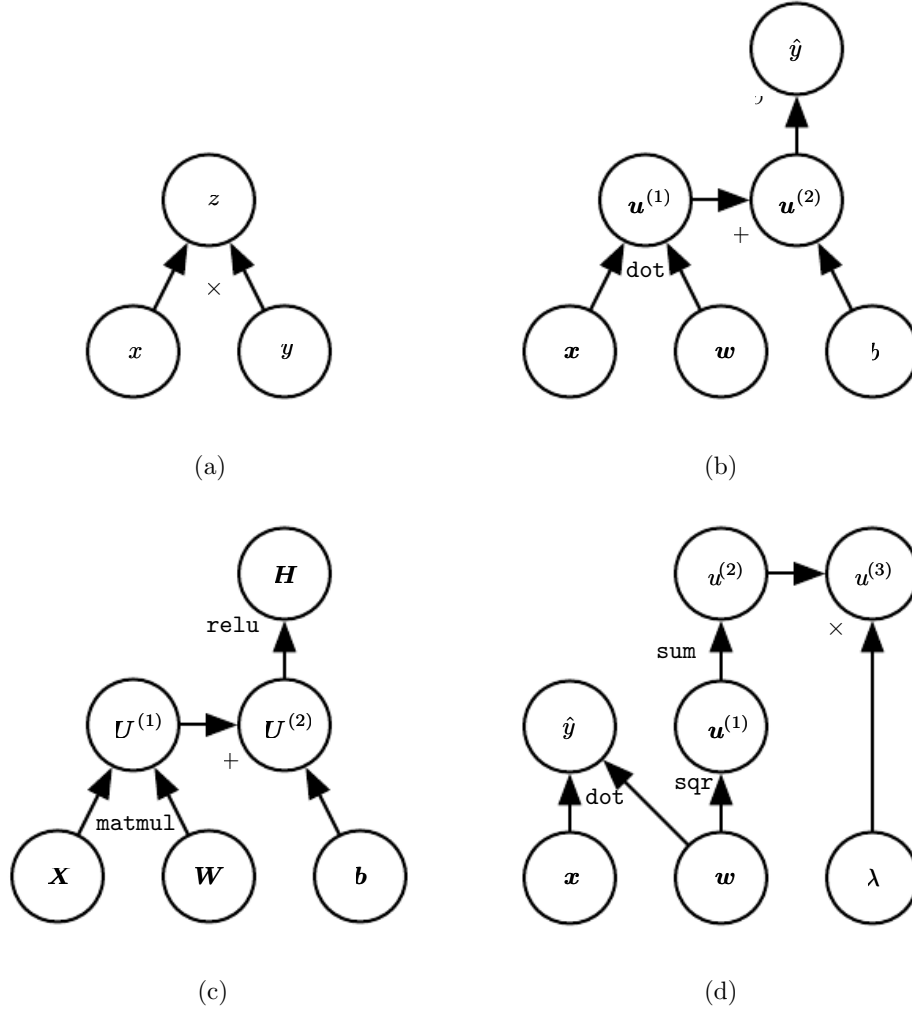 ŷ
z
u^(1)
u^(2)
+
dot
×
x
y
x
w
b
(a)
(b)
H
u^(2)
u^(3)
relu
×
sum
U^(1)
U^(2)
ŷ
u^(1)
+
sqr
dot
matmul
X
W
b
x
w
λ
(c)
(d)